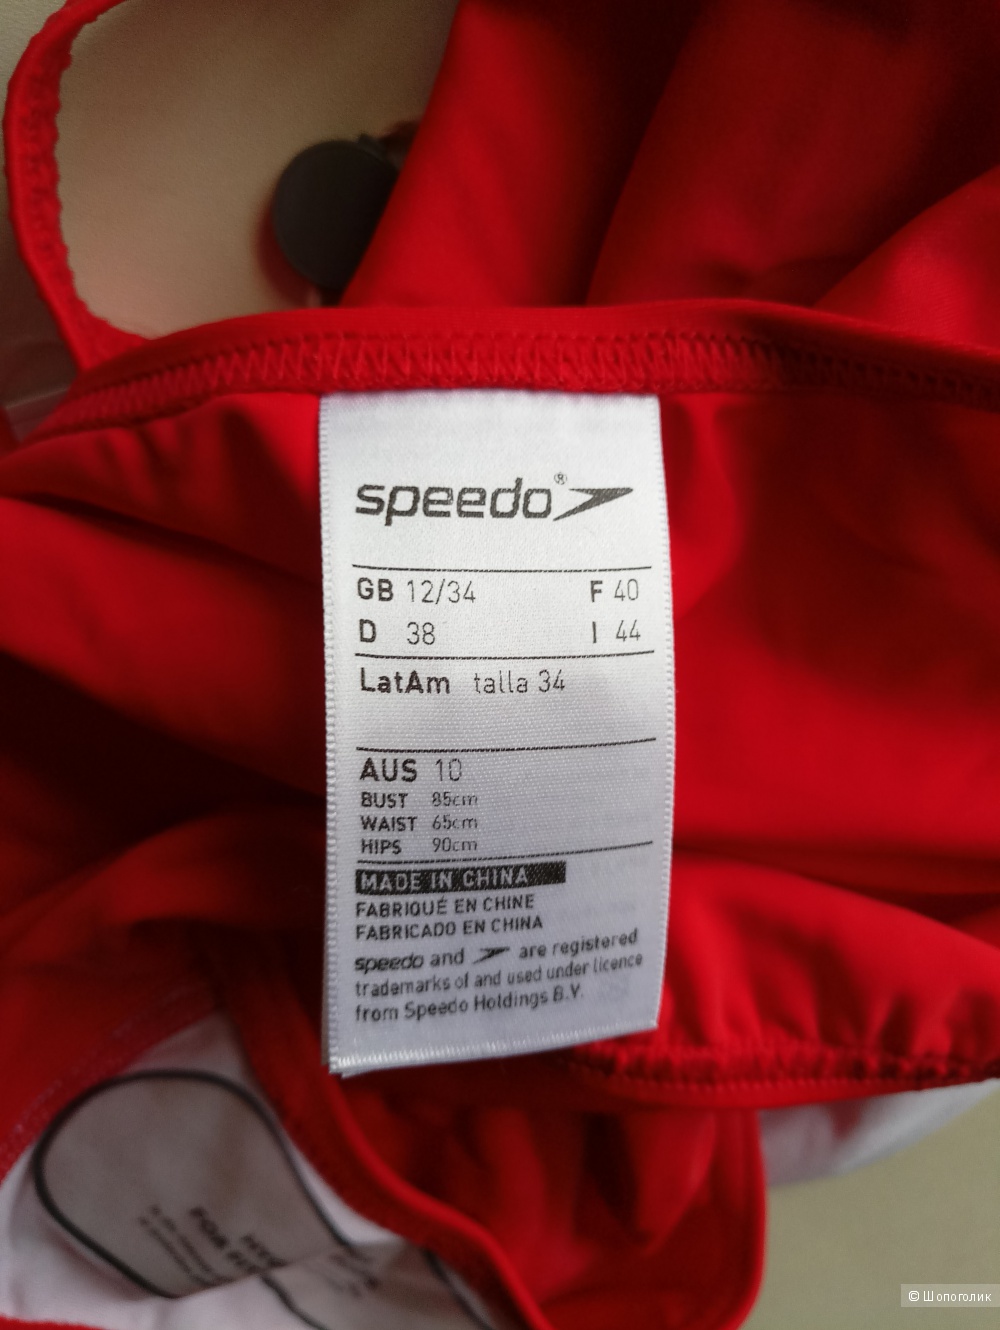 speedo®
GB 12/34 F 40
D 38 I 44
LatAm talla 34
AUS 10
BUST 85cm
WAIST 65cm
HIPS 90cm
MADE IN CHINA
FABRIQUÉ EN CHINE
FABRICADO EN CHINA
speedo and are registered
trademarks of and used under licence
from Speedo Holdings B.V.
© Шопоголик